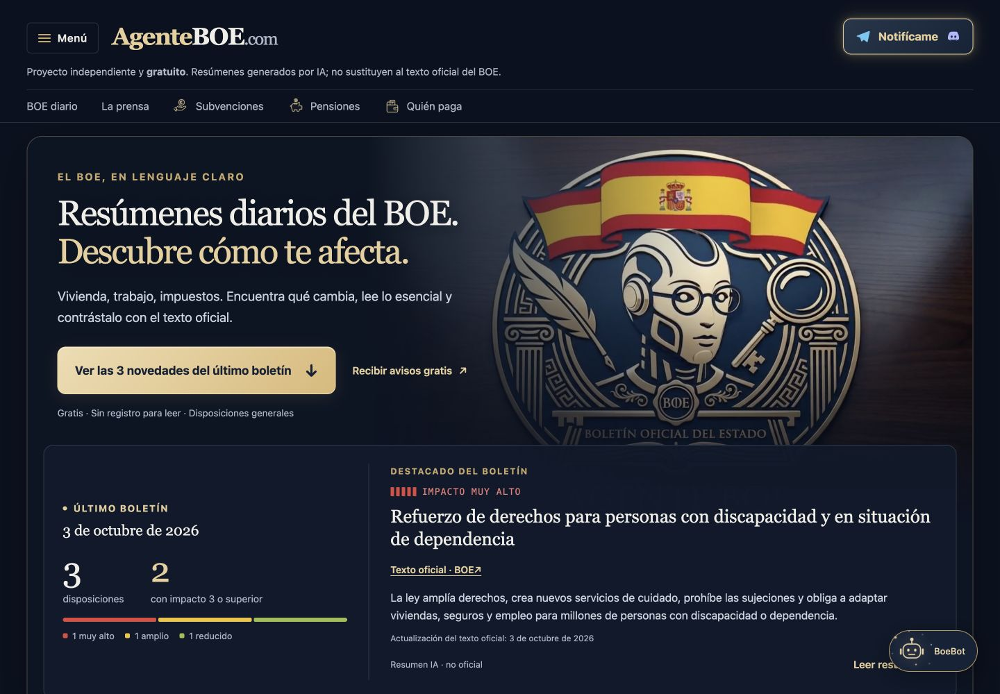 Menú
AgenteBOE.com
Notifícame
Proyecto independiente y gratuito. Resúmenes generados por IA; no sustituyen al texto oficial del BOE.
BOE diario
La prensa
Subvenciones
Pensiones
Quién paga
EL BOE, EN LENGUAJE CLARO
Resúmenes diarios del BOE.
Descubre cómo te afecta.
Vivienda, trabajo, impuestos. Encuentra qué cambia, lee lo esencial y
contrástalo con el texto oficial.
Ver las 3 novedades del último boletín ↓
Recibir avisos gratis ↗
Gratis · Sin registro para leer · Disposiciones generales
BOE
BOLETÍN OFICIAL DEL ESTADO
• ÚLTIMO BOLETÍN
3 de octubre de 2026
3
disposiciones
2
con impacto 3 o superior
1 muy alto
1 amplio
1 reducido
DESTACADO DEL BOLETÍN
IMPACTO MUY ALTO
Refuerzo de derechos para personas con discapacidad y en situación
de dependencia
Texto oficial · BOE↗
La ley amplía derechos, crea nuevos servicios de cuidado, prohíbe las sujeciones y obliga a adaptar
viviendas, seguros y empleo para millones de personas con discapacidad o dependencia.
Actualización del texto oficial: 3 de octubre de 2026
Resumen IA · no oficial
Leer
BoeBot